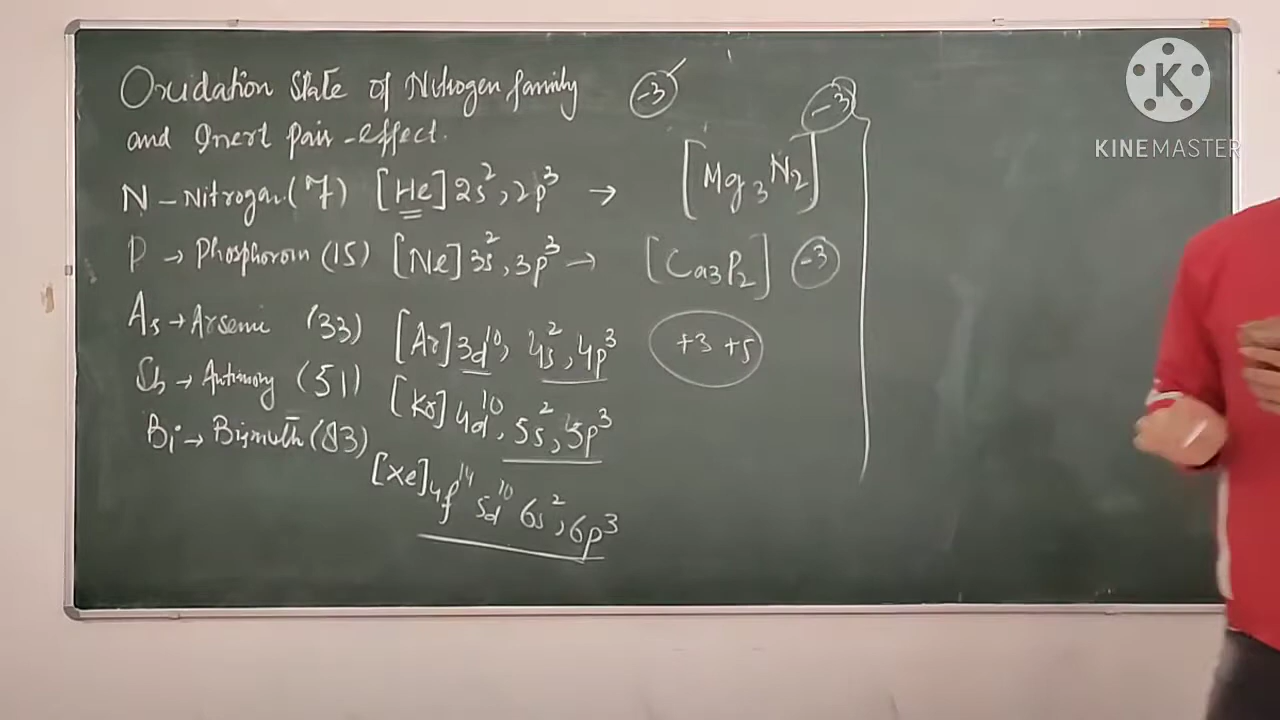 Oxidation state of Nitrogen family -3
and Inert pair-effect.
N - Nitrogan (7) [He] 2s², 2p³ → [Mg₃N₂] -3
P → Phosphoroun (15) [Ne] 3s², 3p³ → [Ca₃P₂] -3
As → Arsenic (33) [Ar] 3d¹⁰, 4s², 4p³ +3 +5
Sb → Antimony (51) [Kr] 4d¹⁰, 5s², 5p³
Bi → Bismuth (83) [Xe] 4f¹⁴ 5d¹⁰ 6s², 6p³
K
KINEMASTER